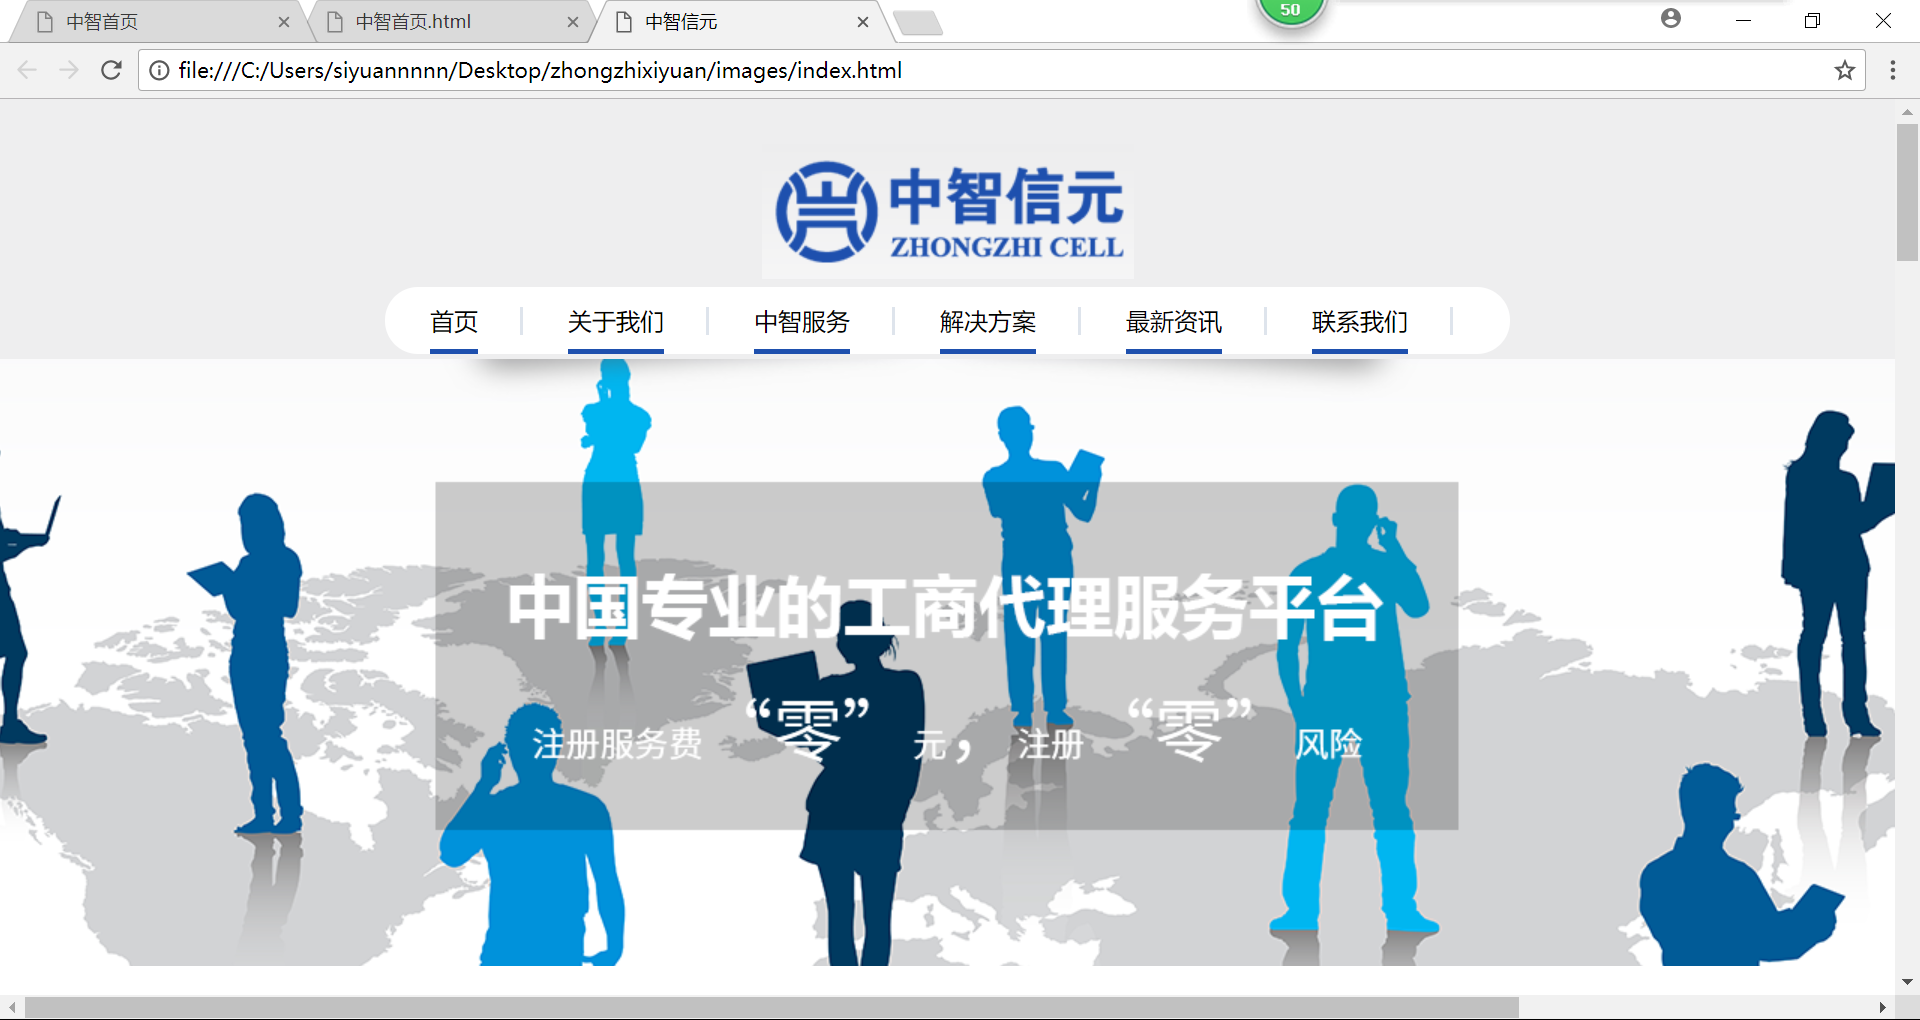 中智首页
中智首页.html
中智信元
50
file:///C:/Users/siyuannnnn/Desktop/zhongzhixiyuan/images/index.html
中智信元
ZHONGZHI CELL
首页 关于我们 中智服务 解决方案 最新资讯 联系我们
中国专业的工商代理服务平台
注册服务费 “零” 元， 注册 “零” 风险